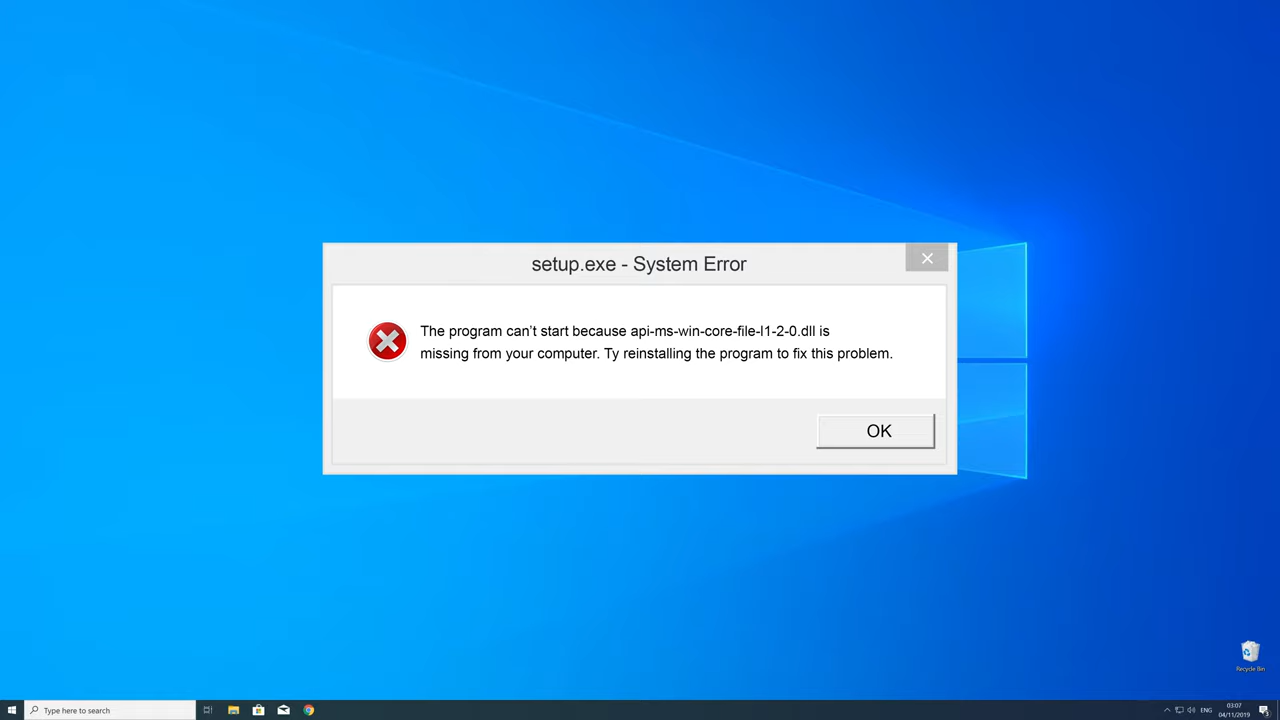 setup.exe - System Error
The program can’t start because api-ms-win-core-file-l1-2-0.dll is
missing from your computer. Ty reinstalling the program to fix this problem.
OK
Recycle Bin
Type here to search
ENG
03:07
04/11/2019